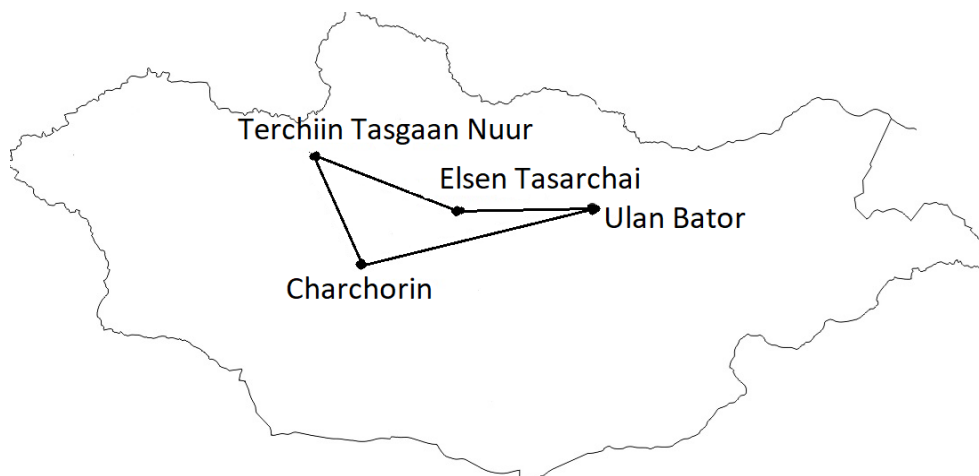 Terchiin Tasgaan Nuur
Elsen Tasarchai
Ulan Bator
Charchorin